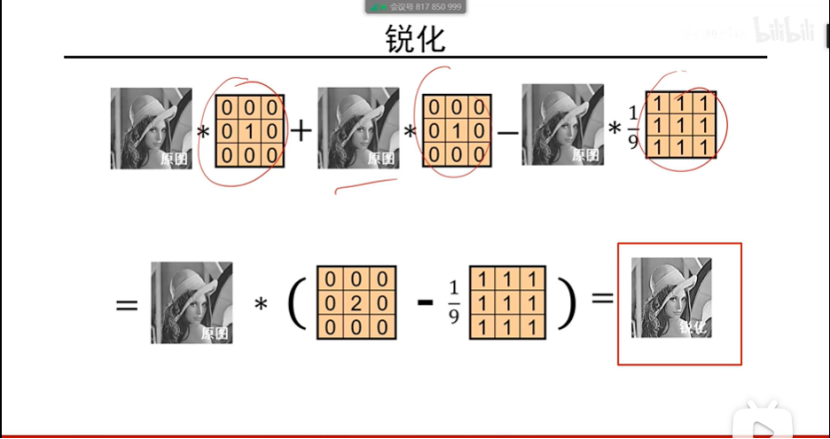 会议号 817 850 999
bilibili
锐化
原图 * 0 0 0 + 原图 * 0 0 0 − 原图 * 1/9 1 1 1
0 1 0 0 1 0 1 1 1
0 0 0 0 0 0 1 1 1
= 原图 * ( 0 0 0 - 1/9 1 1 1 ) = 锐化
0 2 0 1 1 1
0 0 0 1 1 1